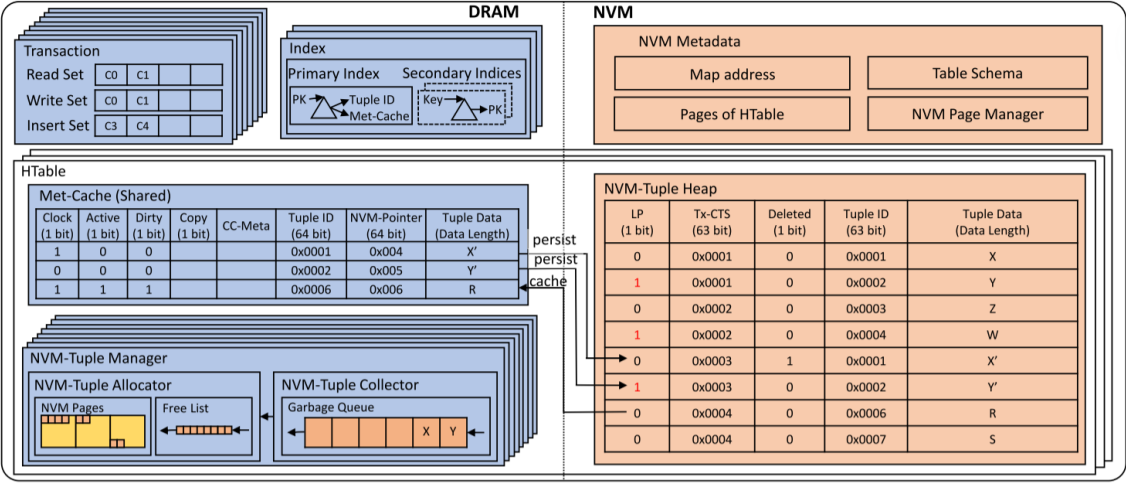 DRAM
NVM
Transaction
Read Set C0 C1
Write Set C0 C1
Insert Set C3 C4
Index
Primary Index
PK
Tuple ID
Met-Cache
Secondary Indices
Key
PK
NVM Metadata
Map address
Table Schema
Pages of HTable
NVM Page Manager
HTable
Met-Cache (Shared)
Clock (1 bit) Active (1 bit) Dirty (1 bit) Copy (1 bit) CC-Meta Tuple ID (64 bit) NVM-Pointer (64 bit) Tuple Data (Data Length)
1 0 0 0x0001 0x004 X'
0 0 0 0x0002 0x005 Y'
1 1 1 0x0006 0x006 R
persist
persist
cache
NVM-Tuple Heap
LP (1 bit) Tx-CTS (63 bit) Deleted (1 bit) Tuple ID (63 bit) Tuple Data (Data Length)
0 0x0001 0 0x0001 X
1 0x0001 0 0x0002 Y
0 0x0002 0 0x0003 Z
1 0x0002 0 0x0004 W
0 0x0003 1 0x0001 X'
1 0x0003 0 0x0002 Y'
0 0x0004 0 0x0006 R
0 0x0004 0 0x0007 S
NVM-Tuple Manager
NVM-Tuple Allocator
NVM Pages
Free List
NVM-Tuple Collector
Garbage Queue
X Y